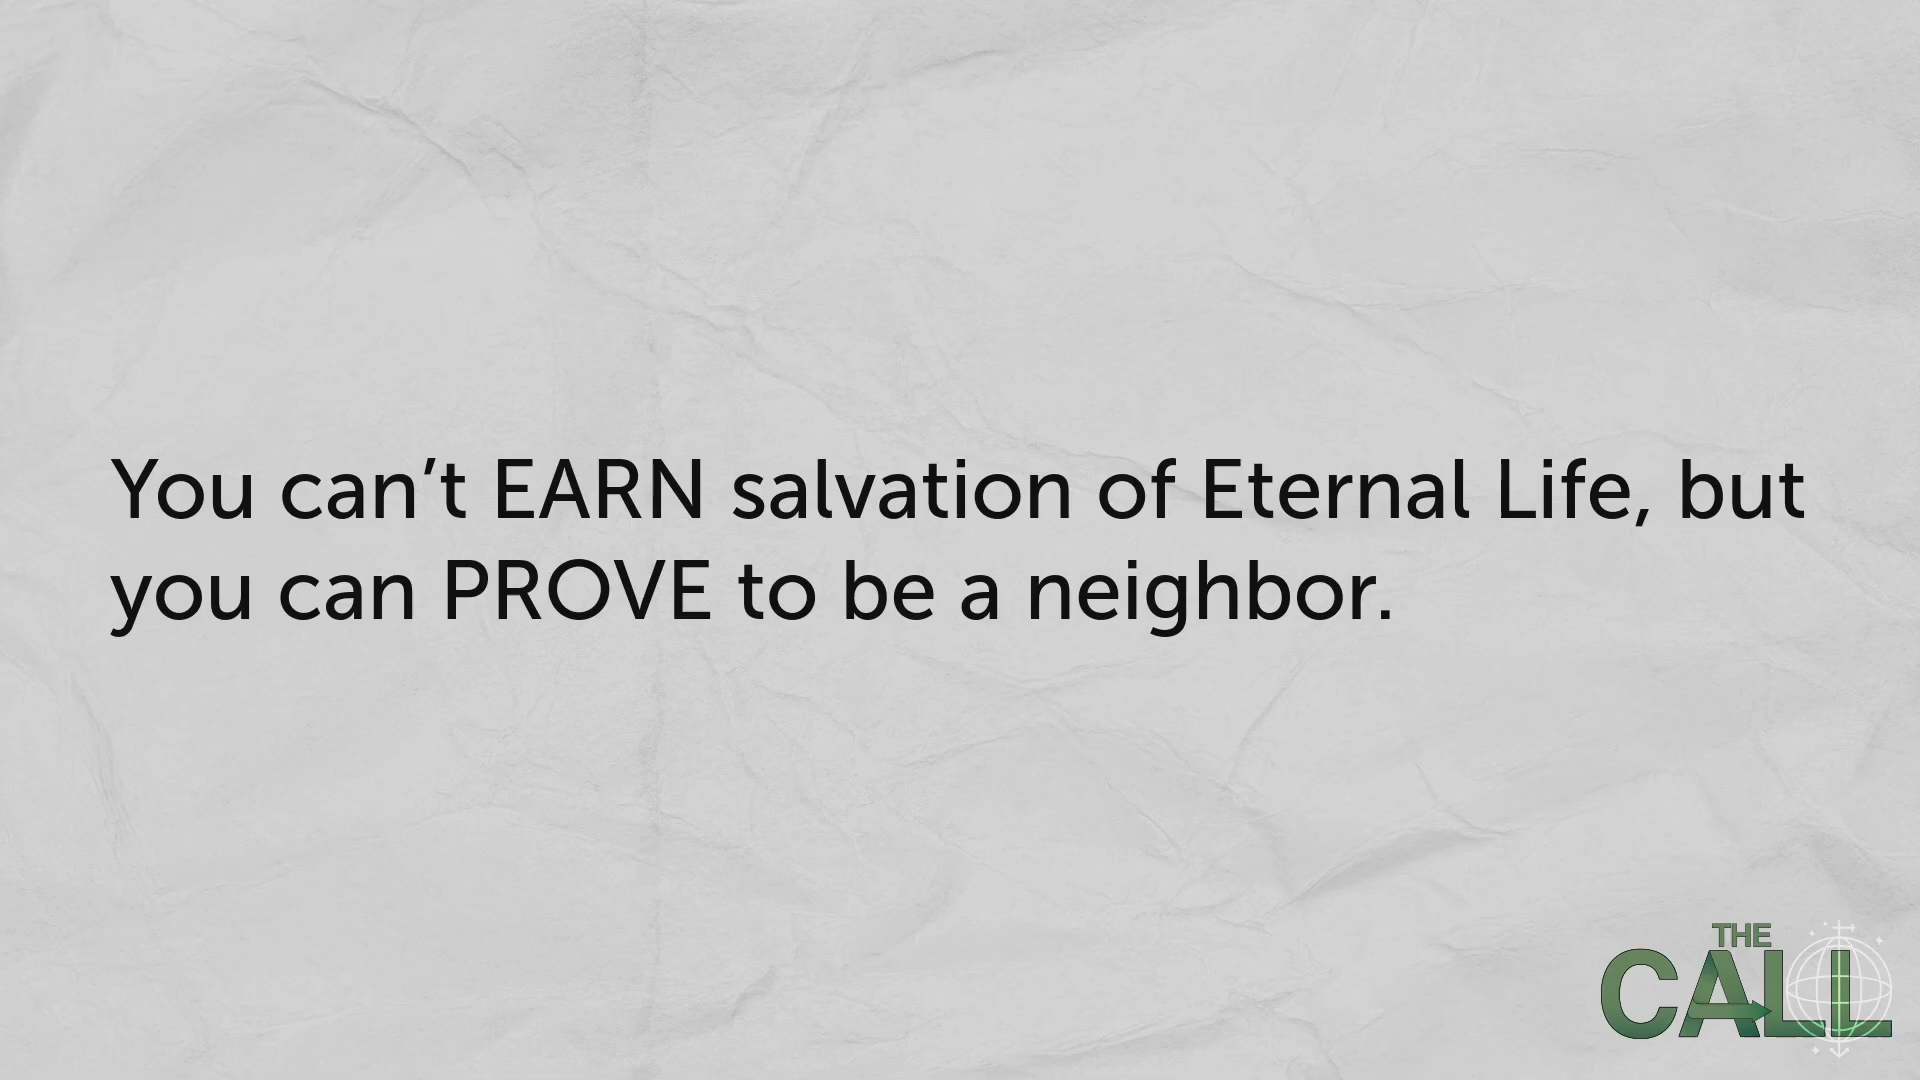 You can’t EARN salvation of Eternal Life, but
you can PROVE to be a neighbor.
THE
CALL